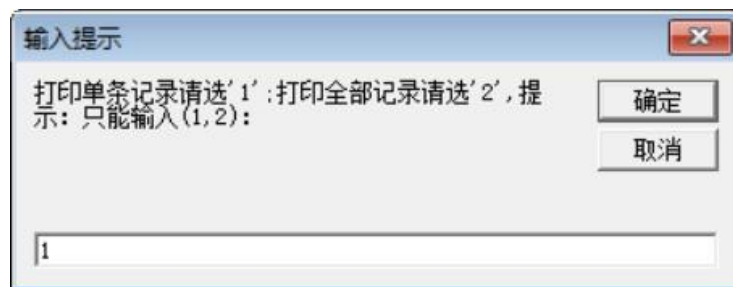 输入提示
打印单条记录请选'1';打印全部记录请选'2',提
示：只能输入(1,2)：
确定
取消
1